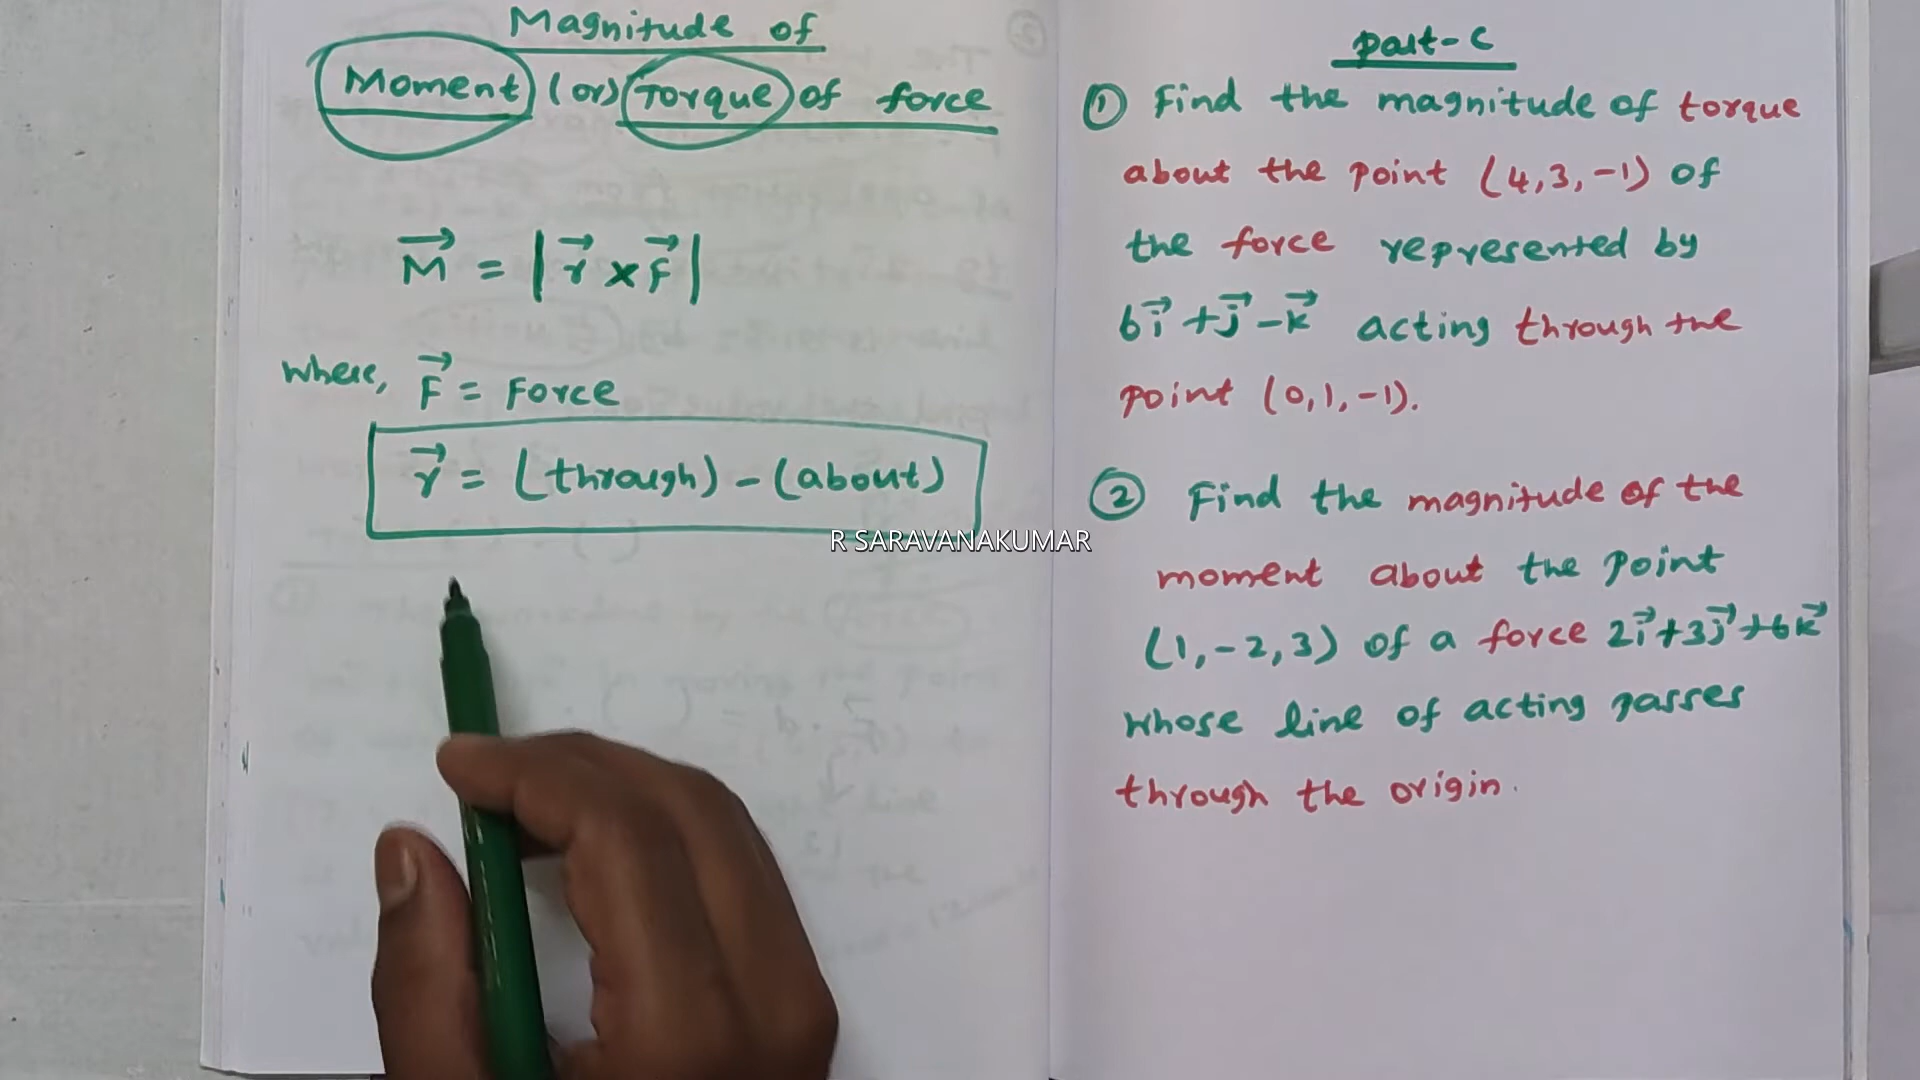 Magnitude of
Moment (or) Torque of force
M⃗ = |r⃗ × F⃗|
where, F⃗ = Force
r⃗ = (through) - (about)
R SARAVANAKUMAR
part-C
① Find the magnitude of torque
about the point (4,3,-1) of
the force represented by
6i⃗ + j⃗ - k⃗ acting through the
point (0,1,-1).
② Find the magnitude of the
moment about the point
(1,-2,3) of a force 2i⃗+3j⃗+6k⃗
whose line of acting passes
through the origin.